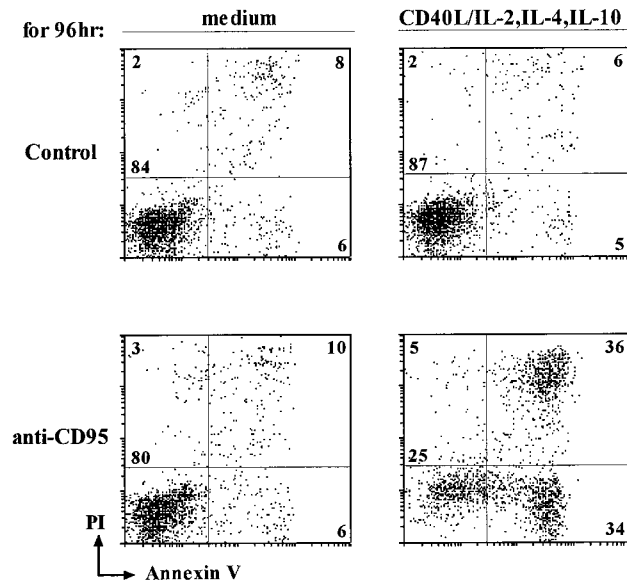 for 96hr:
medium
CD40L/IL-2,IL-4,IL-10
Control
2
8
84
6
2
6
87
5
anti-CD95
3
10
80
6
5
36
25
34
PI
Annexin V